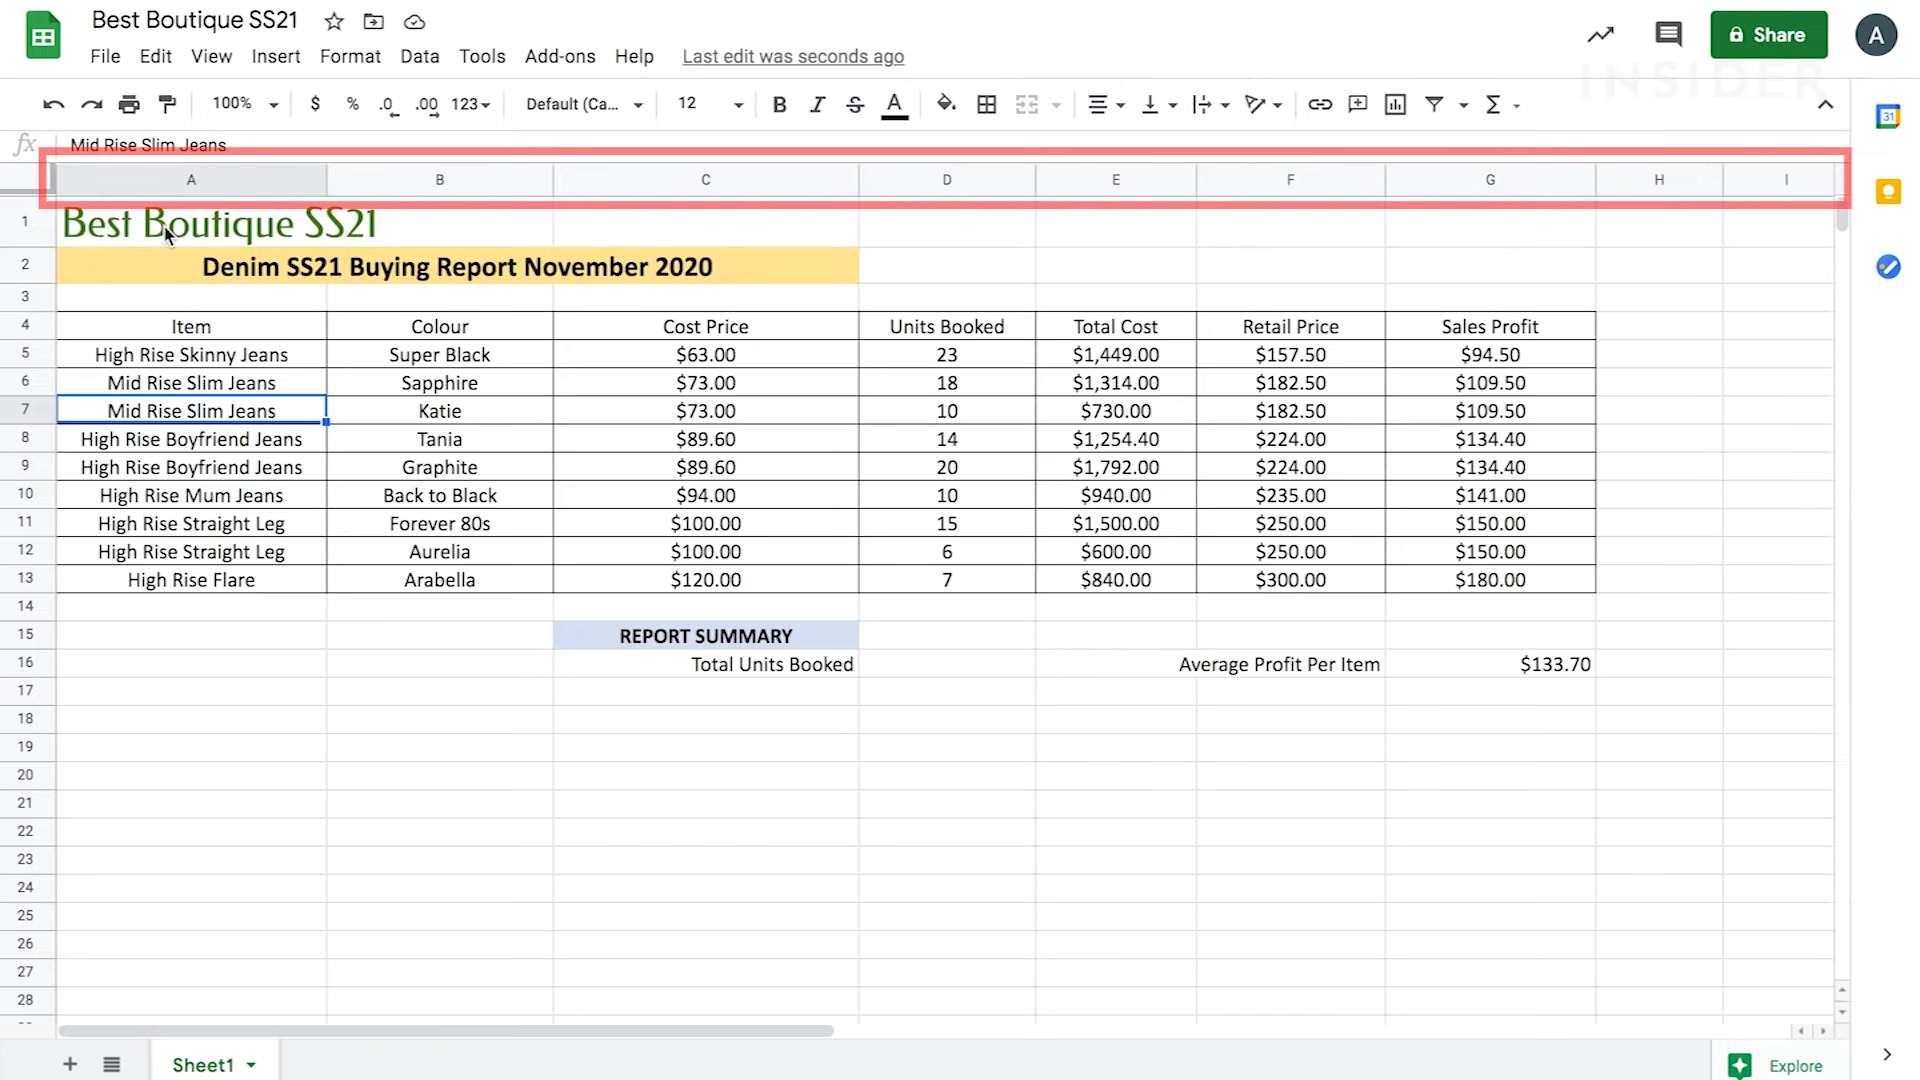 Best Boutique SS21
File Edit View Insert Format Data Tools Add-ons Help Last edit was seconds ago
Share
A
INSIDER
100% $ % .0 .00 123 Default (Ca... 12 B I S A
31
fx Mid Rise Slim Jeans
A B C D E F G H I
1 Best Boutique SS21
2 Denim SS21 Buying Report November 2020
3
4 Item Colour Cost Price Units Booked Total Cost Retail Price Sales Profit
5 High Rise Skinny Jeans Super Black $63.00 23 $1,449.00 $157.50 $94.50
6 Mid Rise Slim Jeans Sapphire $73.00 18 $1,314.00 $182.50 $109.50
7 Mid Rise Slim Jeans Katie $73.00 10 $730.00 $182.50 $109.50
8 High Rise Boyfriend Jeans Tania $89.60 14 $1,254.40 $224.00 $134.40
9 High Rise Boyfriend Jeans Graphite $89.60 20 $1,792.00 $224.00 $134.40
10 High Rise Mum Jeans Back to Black $94.00 10 $940.00 $235.00 $141.00
11 High Rise Straight Leg Forever 80s $100.00 15 $1,500.00 $250.00 $150.00
12 High Rise Straight Leg Aurelia $100.00 6 $600.00 $250.00 $150.00
13 High Rise Flare Arabella $120.00 7 $840.00 $300.00 $180.00
14
15 REPORT SUMMARY
16 Total Units Booked Average Profit Per Item $133.70
17
18
19
20
21
22
23
24
25
26
27
28
Sheet1
Explore